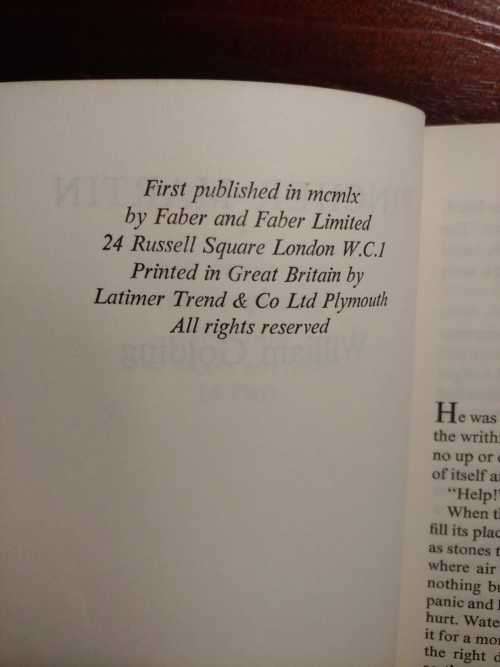 First published in mcmlx
by Faber and Faber Limited
24 Russell Square London W.C.1
Printed in Great Britain by
Latimer Trend & Co Ltd Plymouth
All rights reserved
He was
the writh
no up or
of itself a
"Help!"
When t
fill its plac
as stones t
where air
nothing b
panic and
hurt. Wate
it for a mo
the right